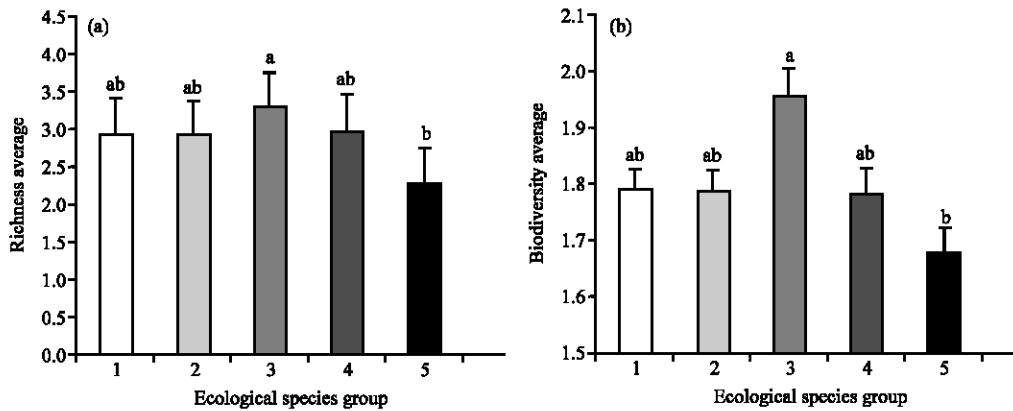 (a)
Richness average
4.5
4.0
3.5
3.0
2.5
2.0
1.5
1.0
0.5
0.0
ab
ab
a
ab
b
1 2 3 4 5
Ecological species group
(b)
Biodiversity average
2.1
2.0
1.9
1.8
1.7
1.6
1.5
ab
ab
a
ab
b
1 2 3 4 5
Ecological species group